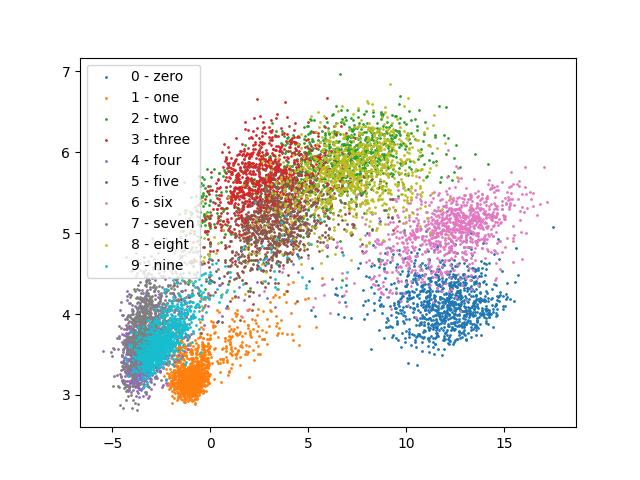 7
6
5
4
3
0 - zero
1 - one
2 - two
3 - three
4 - four
5 - five
6 - six
7 - seven
8 - eight
9 - nine
−5 0 5 10 15